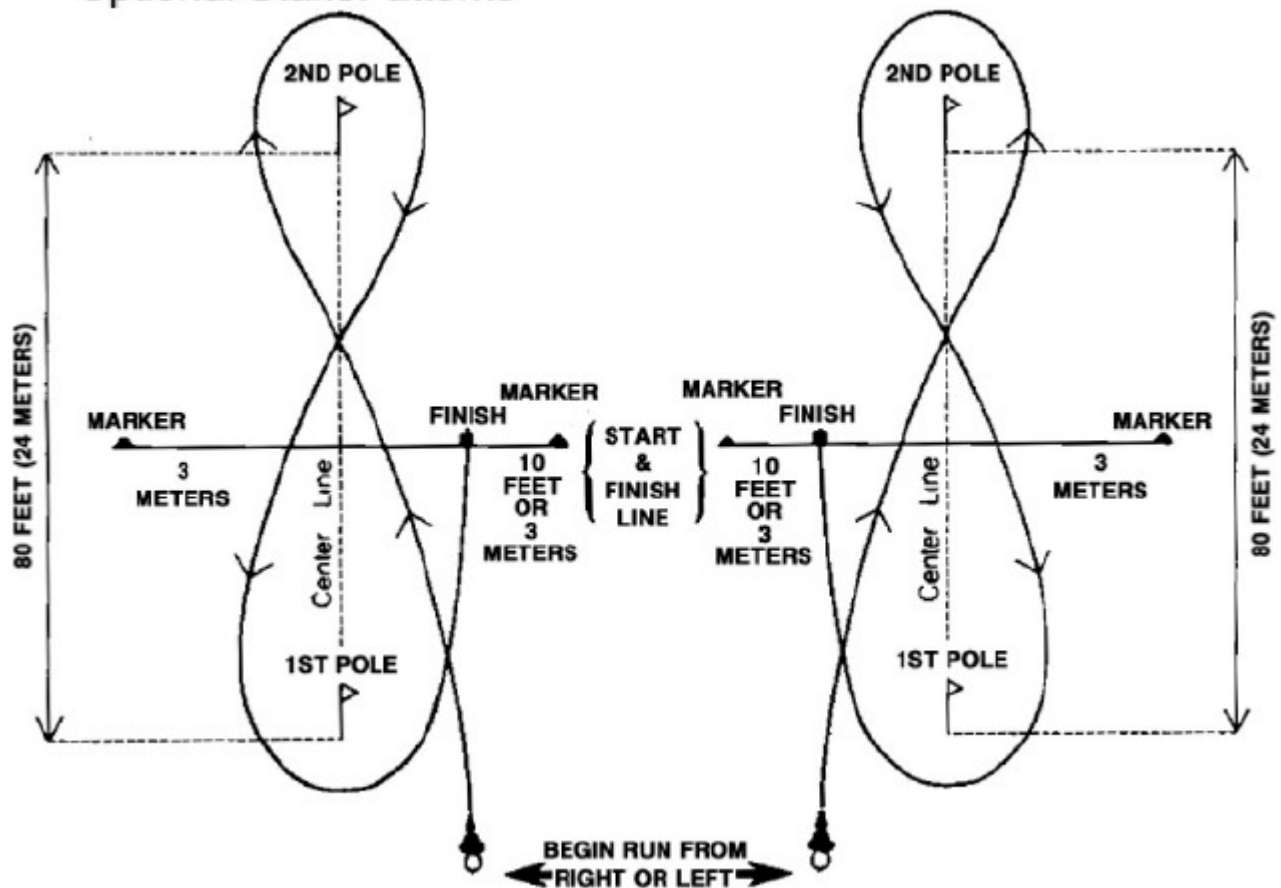 2ND POLE
80 FEET (24 METERS)
MARKER
3
METERS
Center Line
FINISH
MARKER
10
FEET
OR
3
METERS
1ST POLE
START
&
FINISH
LINE
2ND POLE
MARKER
FINISH
10
FEET
OR
3
METERS
Center Line
MARKER
3
METERS
80 FEET (24 METERS)
1ST POLE
BEGIN RUN FROM
RIGHT OR LEFT